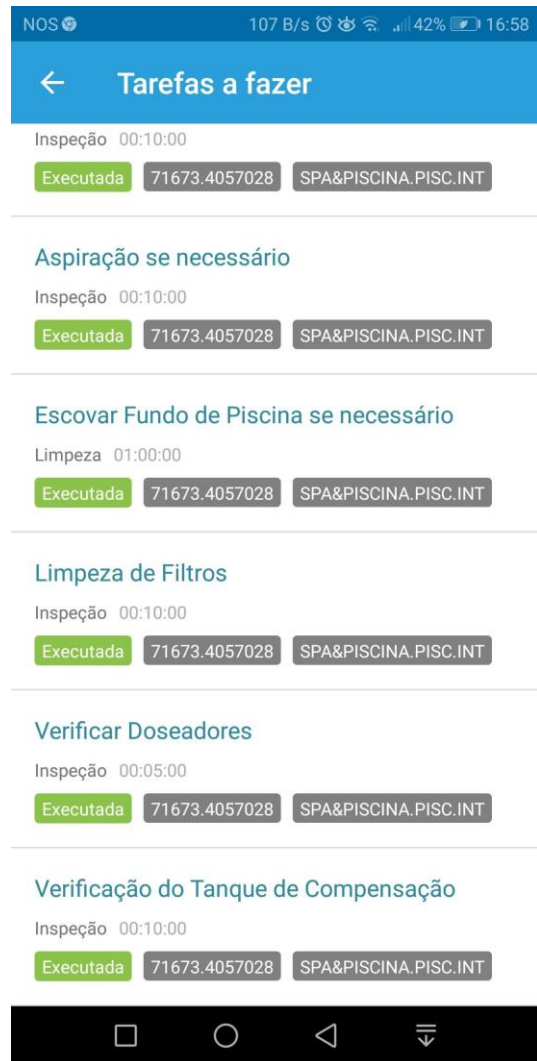 NOS 107 B/s 42% 16:58
Tarefas a fazer
Inspeção 00:10:00
Executada 71673.4057028 SPA&PISCINA.PISC.INT
Aspiração se necessário
Inspeção 00:10:00
Executada 71673.4057028 SPA&PISCINA.PISC.INT
Escovar Fundo de Piscina se necessário
Limpeza 01:00:00
Executada 71673.4057028 SPA&PISCINA.PISC.INT
Limpeza de Filtros
Inspeção 00:10:00
Executada 71673.4057028 SPA&PISCINA.PISC.INT
Verificar Doseadores
Inspeção 00:05:00
Executada 71673.4057028 SPA&PISCINA.PISC.INT
Verificação do Tanque de Compensação
Inspeção 00:10:00
Executada 71673.4057028 SPA&PISCINA.PISC.INT